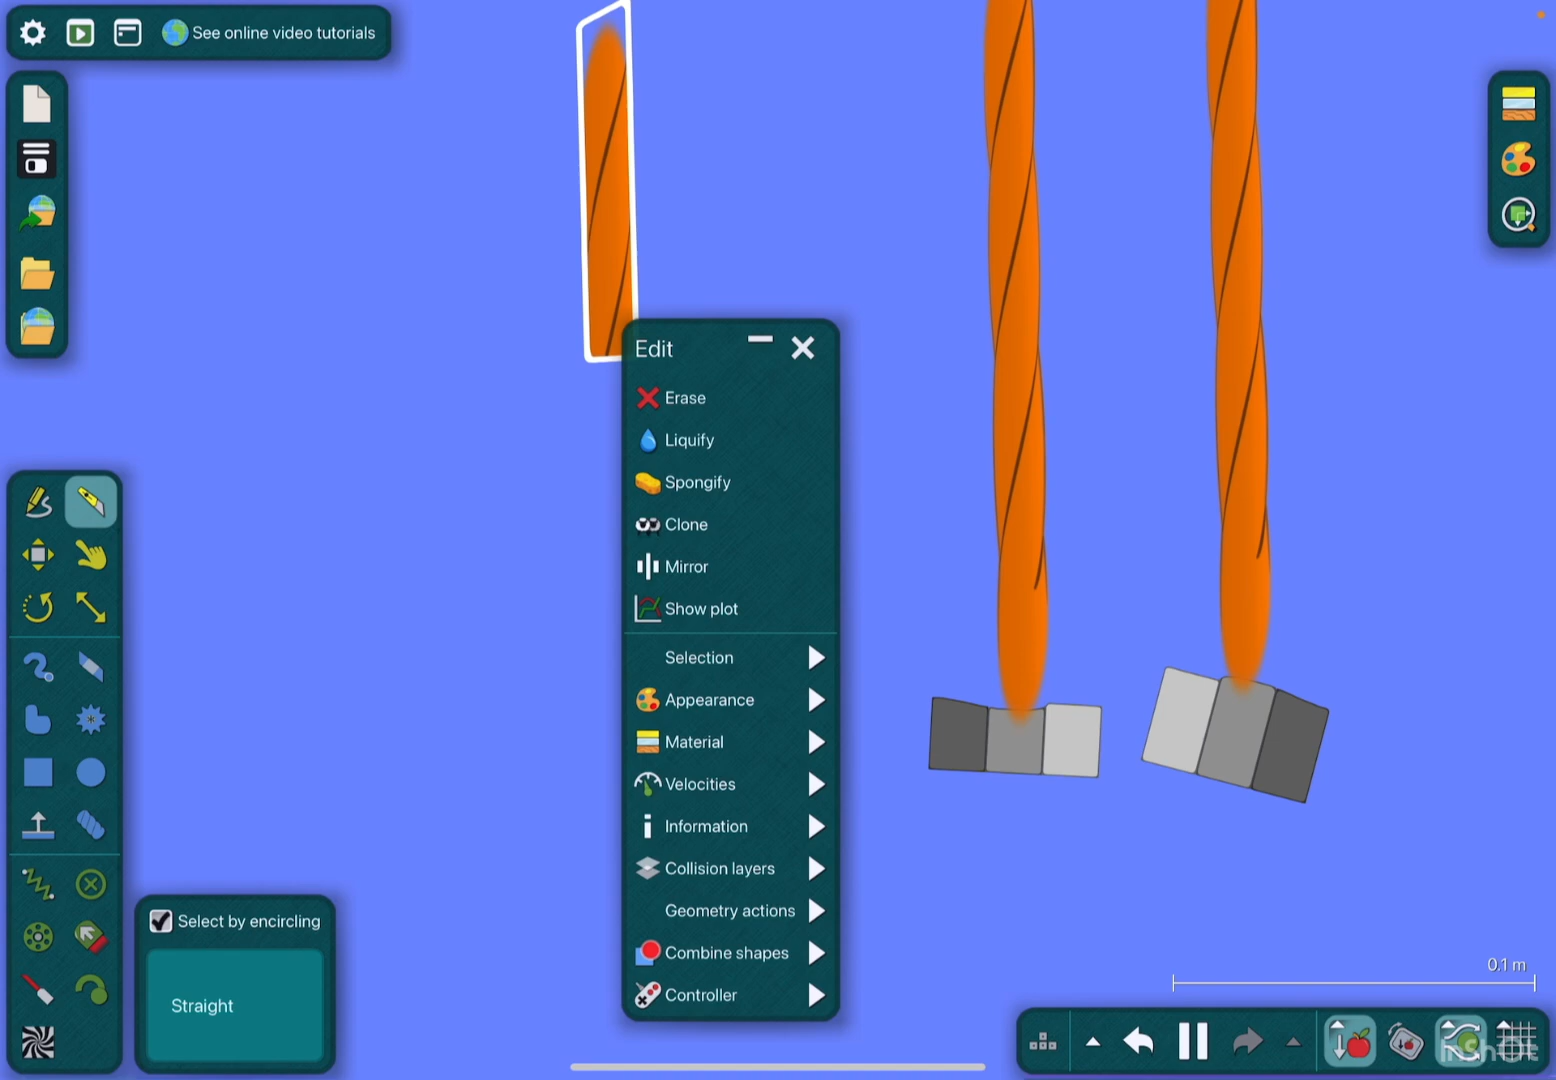 See online video tutorials
Edit
Erase
Liquify
Spongify
Clone
Mirror
Show plot
Selection
Appearance
Material
Velocities
Information
Collision layers
Geometry actions
Combine shapes
Controller
Select by encircling
Straight
0.1 m
InShOt